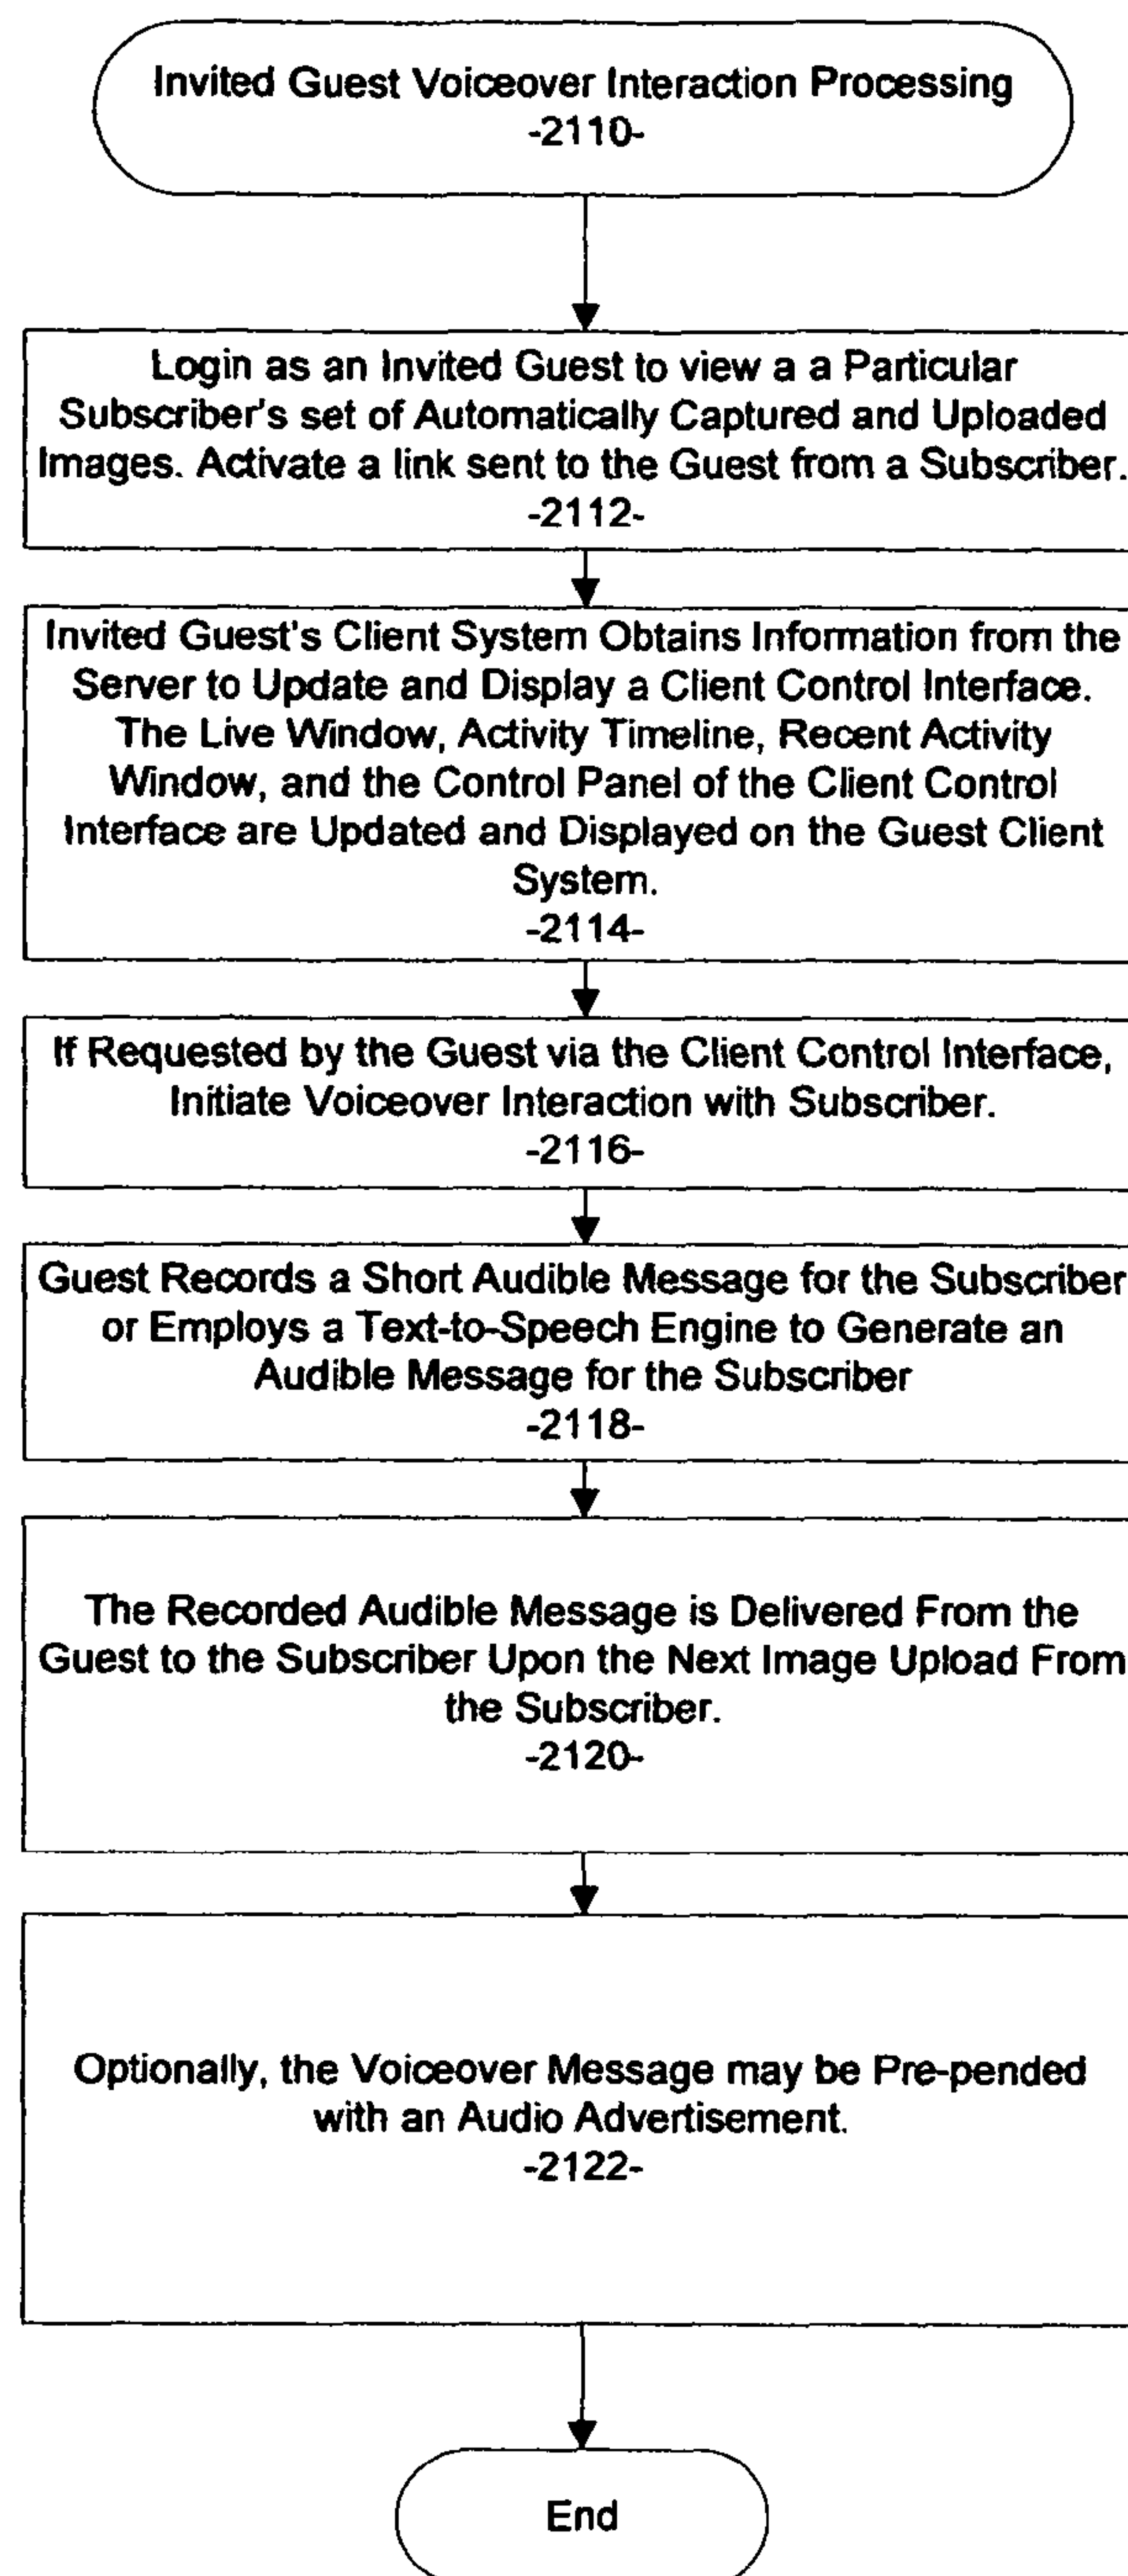 Invited Guest Voiceover Interaction Processing
-2110-
Login as an Invited Guest to view a a Particular
Subscriber's set of Automatically Captured and Uploaded
Images. Activate a link sent to the Guest from a Subscriber.
-2112-
Invited Guest's Client System Obtains Information from the
Server to Update and Display a Client Control Interface.
The Live Window, Activity Timeline, Recent Activity
Window, and the Control Panel of the Client Control
Interface are Updated and Displayed on the Guest Client
System.
-2114-
If Requested by the Guest via the Client Control Interface,
Initiate Voiceover Interaction with Subscriber.
-2116-
Guest Records a Short Audible Message for the Subscriber
or Employs a Text-to-Speech Engine to Generate an
Audible Message for the Subscriber
-2118-
The Recorded Audible Message is Delivered From the
Guest to the Subscriber Upon the Next Image Upload From
the Subscriber.
-2120-
Optionally, the Voiceover Message may be Pre-pended
with an Audio Advertisement.
-2122-
End